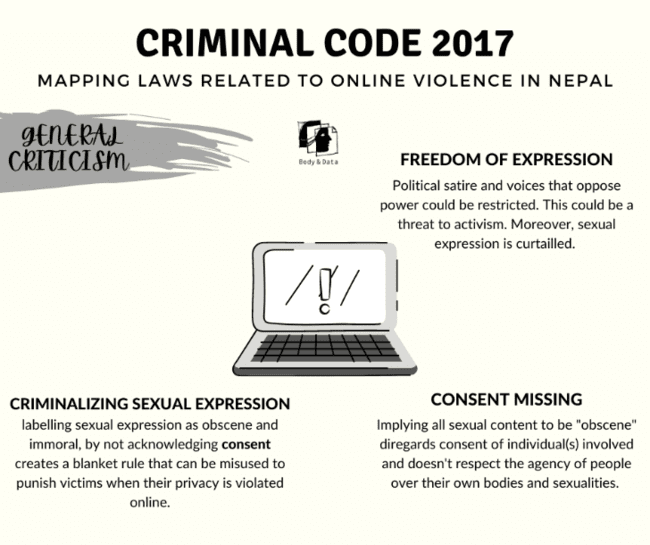 CRIMINAL CODE 2017
MAPPING LAWS RELATED TO ONLINE VIOLENCE IN NEPAL
GENERAL
CRITICISM
Body & Data
FREEDOM OF EXPRESSION
Political satire and voices that oppose
power could be restricted. This could be a
threat to activism. Moreover, sexual
expression is curtailled.
CRIMINALIZING SEXUAL EXPRESSION
labelling sexual expression as obscene and
immoral, by not acknowledging consent
creates a blanket rule that can be misused to
punish victims when their privacy is violated
online.
CONSENT MISSING
Implying all sexual content to be "obscene"
diregards consent of individual(s) involved
and doesn't respect the agency of people
over their own bodies and sexualities.